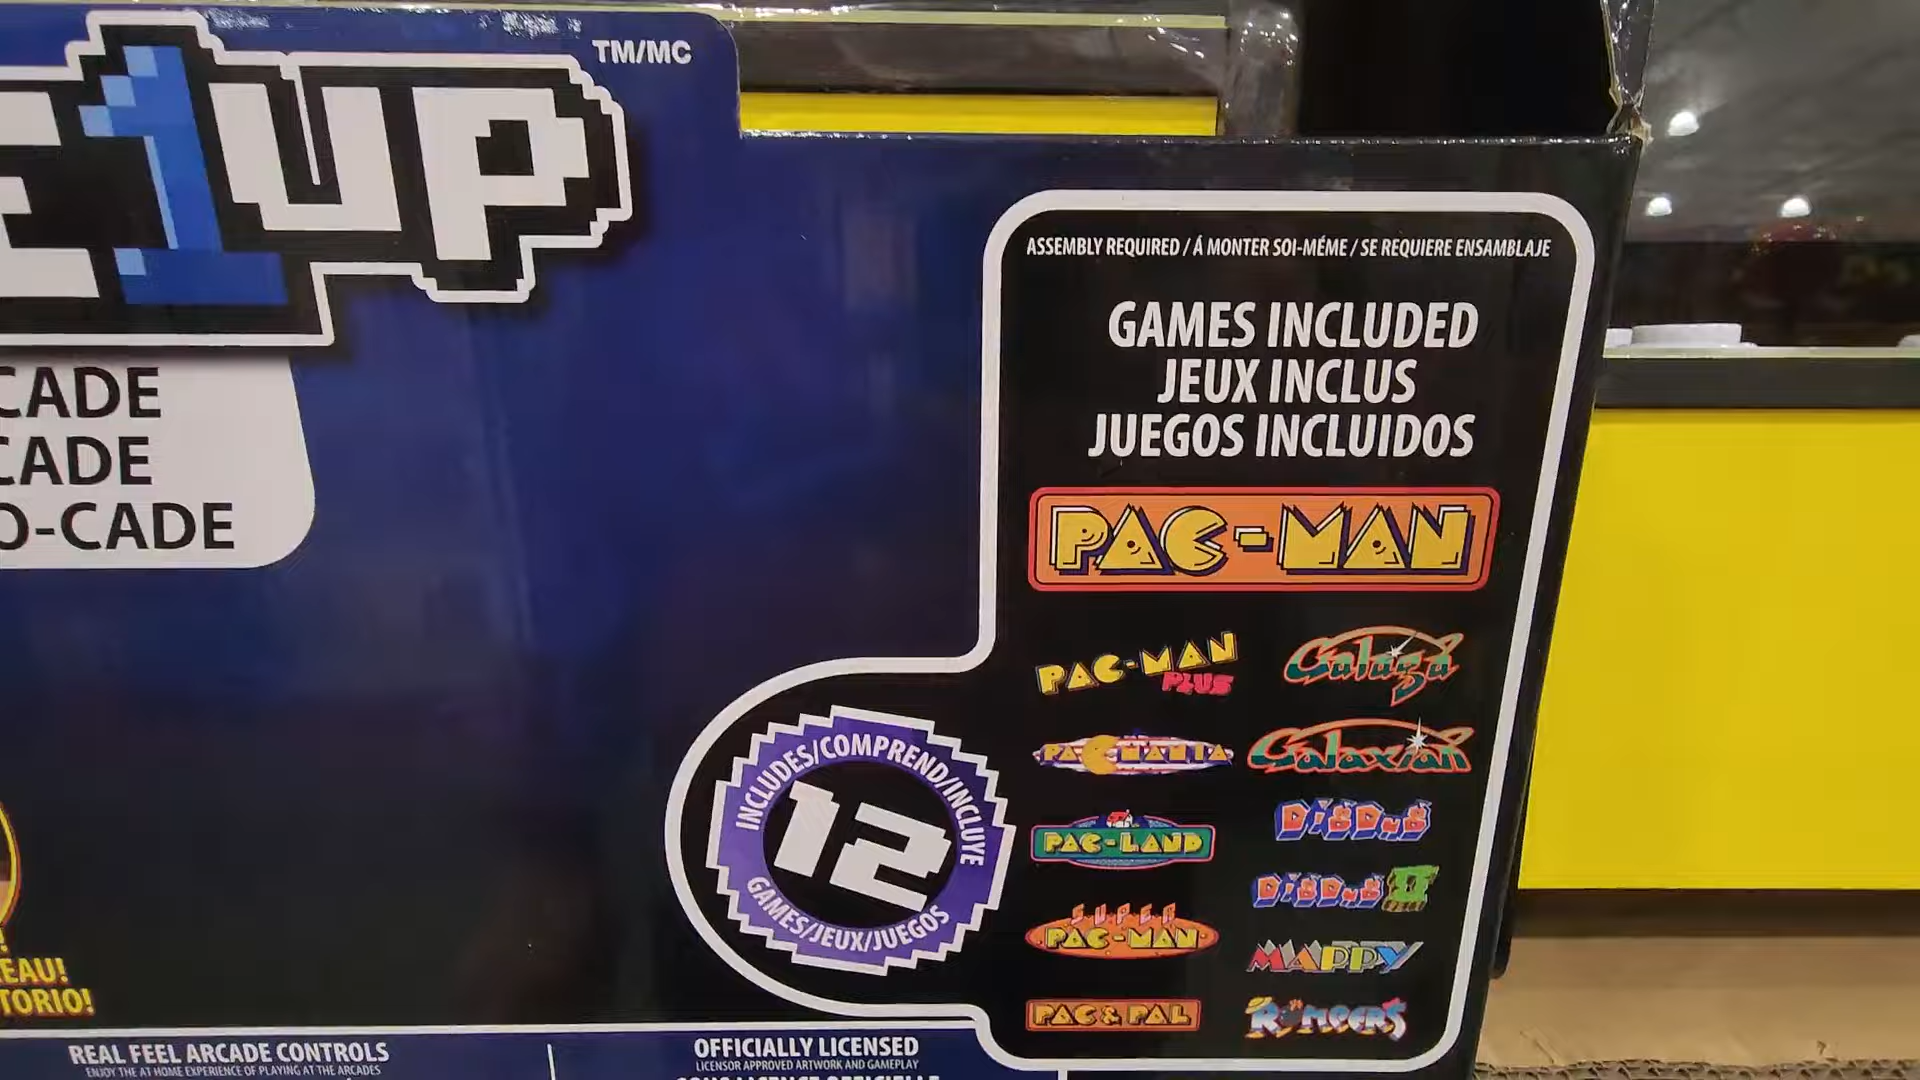 E1UP TM/MC
CADE
CADE
O-CADE
ASSEMBLY REQUIRED / Á MONTER SOI-MÉME / SE REQUIERE ENSAMBLAJE
GAMES INCLUDED
JEUX INCLUS
JUEGOS INCLUIDOS
PAC-MAN
PAC-MAN PLUS
Galaga
PAC MANIA
Galaxian
PAC-LAND
DIG DUG
SUPER PAC-MAN
DIG DUG II
MAPPY
PAC & PAL
ROMPERS
INCLUDES/COMPREND/INCLUYE
12
GAMES/JEUX/JUEGOS
EAU!
TORIO!
REAL FEEL ARCADE CONTROLS
ENJOY THE AT HOME EXPERIENCE OF PLAYING AT THE ARCADES
OFFICIALLY LICENSED
LICENSOR APPROVED ARTWORK AND GAMEPLAY